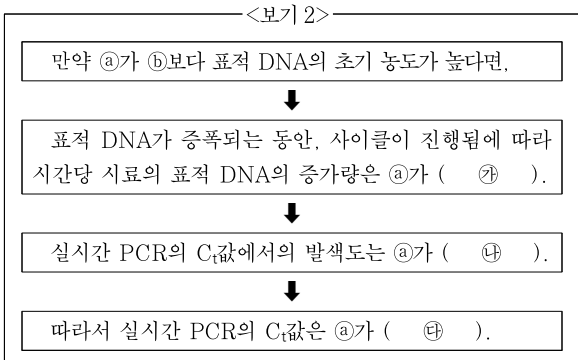 <보기 2>
만약 ⓐ가 ⓑ보다 표적 DNA의 초기 농도가 높다면,
표적 DNA가 증폭되는 동안, 사이클이 진행됨에 따라
시간당 시료의 표적 DNA의 증가량은 ⓐ가 ( ㉮ ).
실시간 PCR의 Ct값에서의 발색도는 ⓐ가 ( ㉯ ).
따라서 실시간 PCR의 Ct값은 ⓐ가 ( ㉰ ).